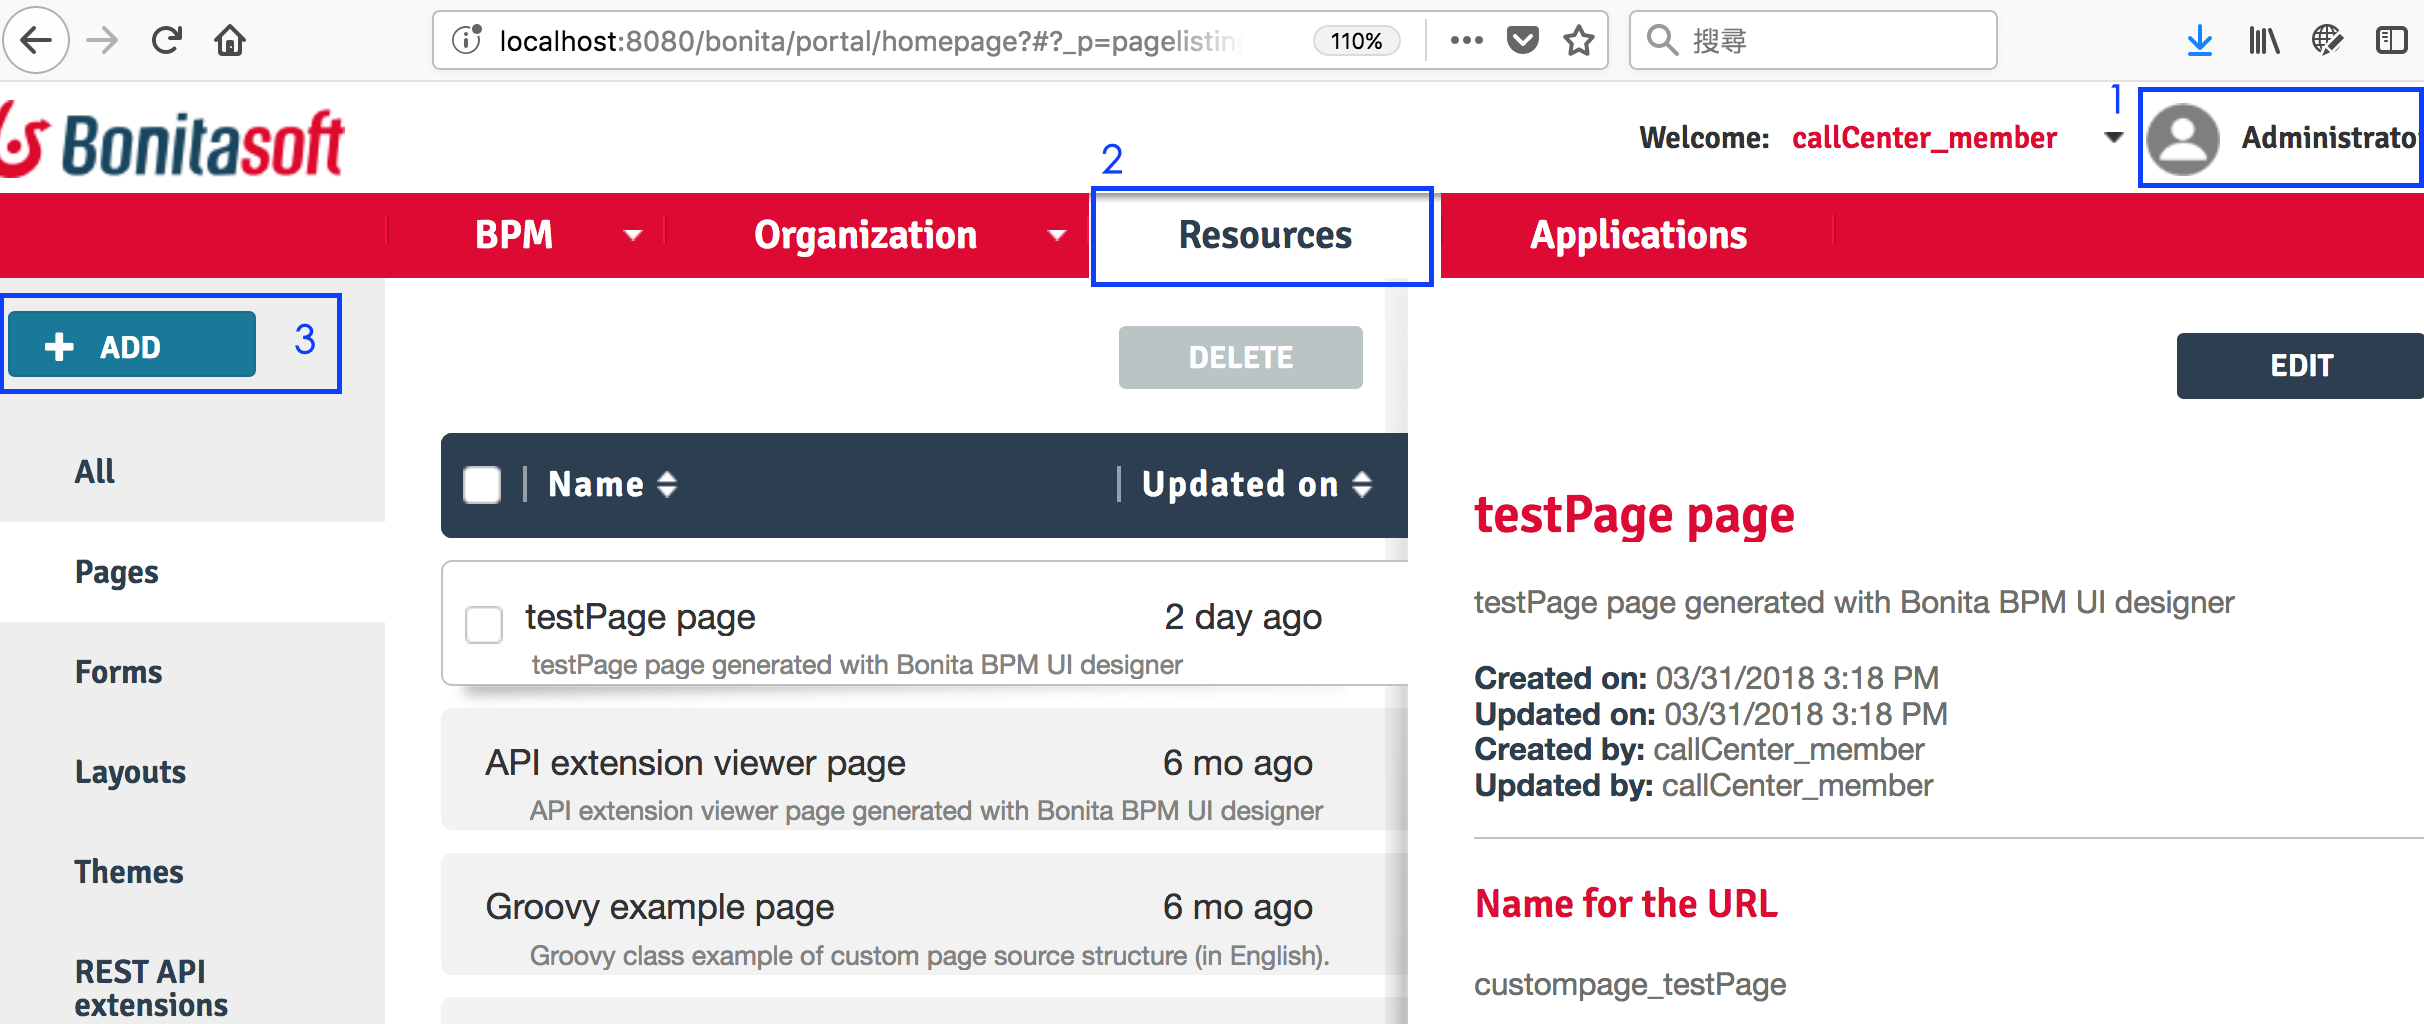 localhost:8080/bonita/portal/homepage?#?_p=pagelisting
110%
搜尋
Bonitasoft
Welcome: callCenter_member
1
Administrato
2
BPM
Organization
Resources
Applications
ADD
3
DELETE
EDIT
All
Pages
Forms
Layouts
Themes
REST API
extensions
Name
Updated on
testPage page
2 day ago
testPage page generated with Bonita BPM UI designer
API extension viewer page
6 mo ago
API extension viewer page generated with Bonita BPM UI designer
Groovy example page
6 mo ago
Groovy class example of custom page source structure (in English).
testPage page
testPage page generated with Bonita BPM UI designer
Created on: 03/31/2018 3:18 PM
Updated on: 03/31/2018 3:18 PM
Created by: callCenter_member
Updated by: callCenter_member
Name for the URL
custompage_testPage